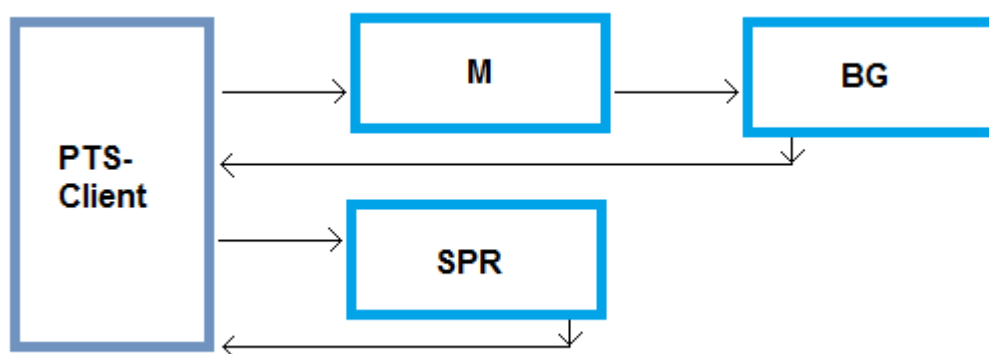 M
BG
PTS-
Client
SPR